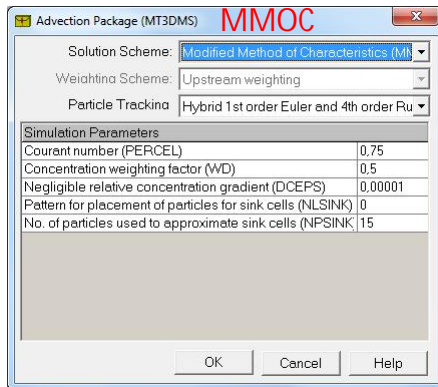 Advection Package (MT3DMS) MMOC
Solution Scheme: Modified Method of Characteristics (MM
Weighting Scheme: Upstream weighting
Particle Tracking Hybrid 1st order Euler and 4th order Ru
Simulation Parameters
Courant number (PERCEL) 0,75
Concentration weighting factor (WD) 0,5
Negligible relative concentration gradient (DCEPS) 0,00001
Pattern for placement of particles for sink cells (NLSINK) 0
No. of particles used to approximate sink cells (NPSINK 15
OK Cancel Help